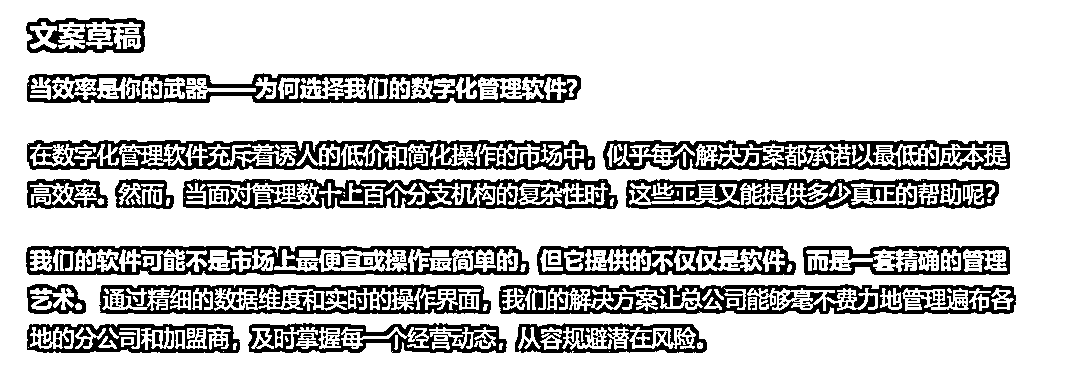 文案草稿
当效率是你的武器——为何选择我们的数字化管理软件？
在数字化管理软件充斥着诱人的低价和简化操作的市场中，似乎每个解决方案都承诺以最低的成本提
高效率。然而，当面对管理数十上百个分支机构的复杂性时，这些工具又能提供多少真正的帮助呢？
我们的软件可能不是市场上最便宜或操作最简单的，但它提供的不仅仅是软件，而是一套精确的管理
艺术。 通过精细的数据维度和实时的操作界面，我们的解决方案让总公司能够毫不费力地管理遍布各
地的分公司和加盟商，及时掌握每一个经营动态，从容规避潜在风险。